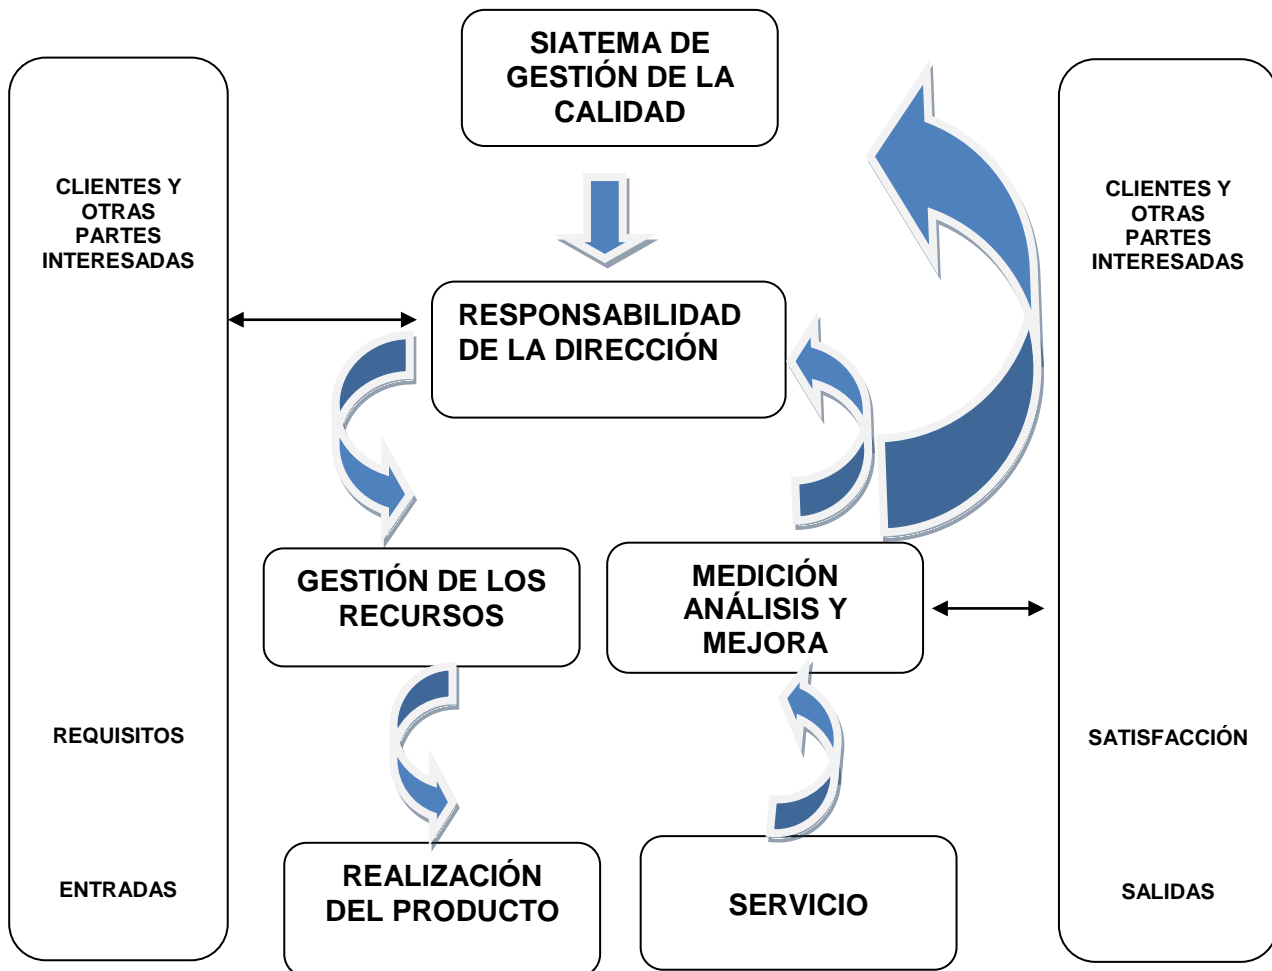 SIATEMA DE
GESTIÓN DE LA
CALIDAD
CLIENTES Y
OTRAS
PARTES
INTERESADAS
CLIENTES Y
OTRAS
PARTES
INTERESADAS
RESPONSABILIDAD
DE LA DIRECCIÓN
GESTIÓN DE LOS
RECURSOS
MEDICIÓN
ANÁLISIS Y
MEJORA
REQUISITOS
SATISFACCIÓN
REALIZACIÓN
DEL PRODUCTO
SERVICIO
ENTRADAS
SALIDAS